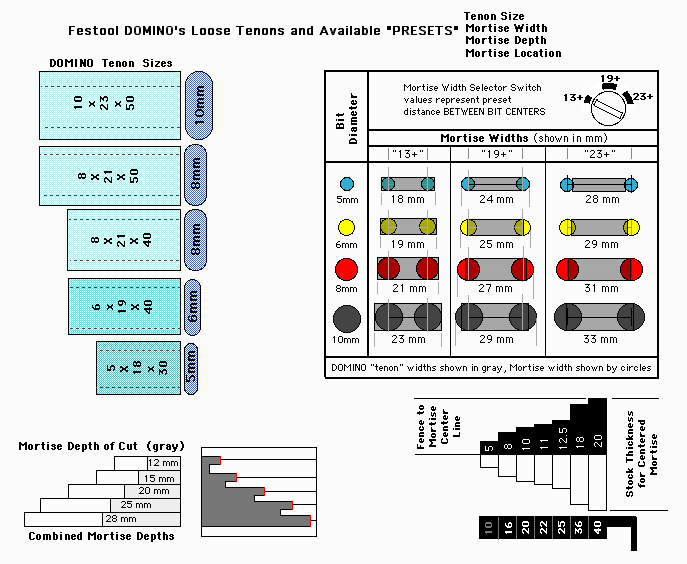 Festool DOMINO's Loose Tenons and Available "PRESETS"
Tenon Size
Mortise Width
Mortise Depth
Mortise Location
DOMINO Tenon Sizes
10 x 23 x 50
10mm
8 x 21 x 50
8mm
8 x 21 x 40
8mm
6 x 19 x 40
6mm
5 x 18 x 30
5mm
Bit Diameter
Mortise Width Selector Switch
values represent preset
distance BETWEEN BIT CENTERS
13+
19+
23+
Mortise Widths (shown in mm)
"13+" "19+" "23+"
5mm 18 mm 24 mm 28 mm
6mm 19 mm 25 mm 29 mm
8mm 21 mm 27 mm 31 mm
10mm 23 mm 29 mm 33 mm
DOMINO "tenon" widths shown in gray, Mortise width shown by circles
Mortise Depth of Cut (gray)
12 mm
15 mm
20 mm
25 mm
28 mm
Combined Mortise Depths
Fence to
Mortise
Center
Line
5 8 10 11 12.5 18 20
Stock Thickness
for Centered
Mortise
10 16 20 22 25 36 40